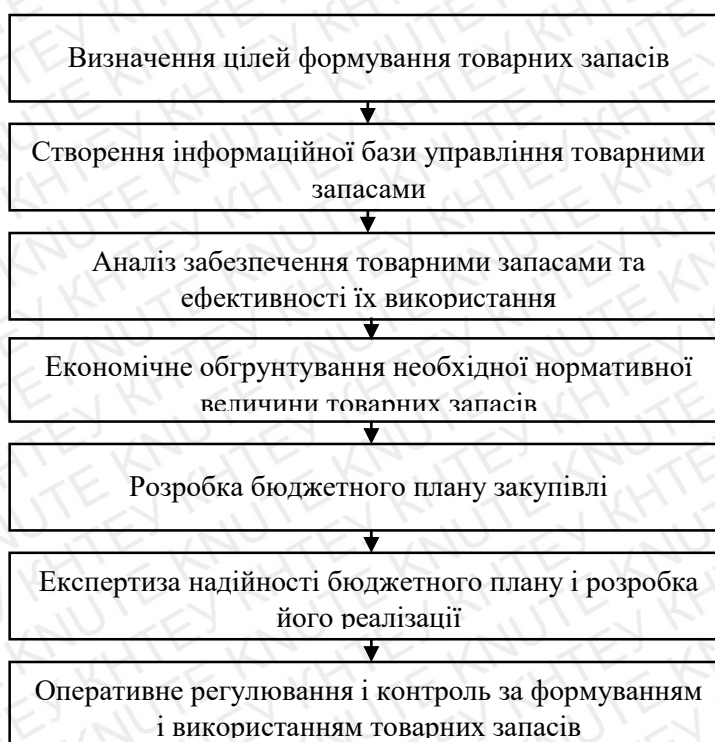 Визначення цілей формування товарних запасів
Створення інформаційної бази управління товарними
запасами
Аналіз забезпечення товарними запасами та
ефективності їх використання
Економічне обгрунтування необхідної нормативної
величини товарних запасів
Розробка бюджетного плану закупівлі
Експертиза надійності бюджетного плану і розробка
його реалізації
Оперативне регулювання і контроль за формуванням
і використанням товарних запасів